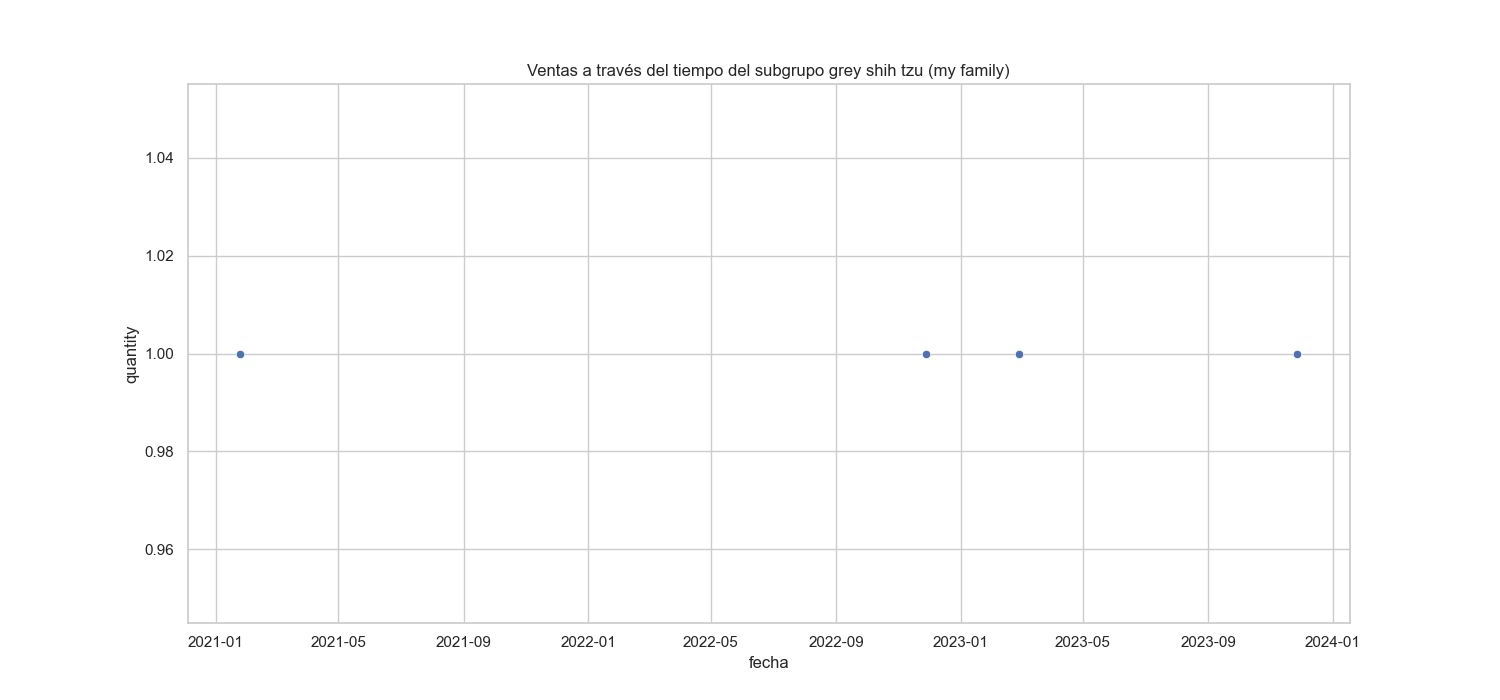 Ventas a través del tiempo del subgrupo grey shih tzu (my family)
1.04
1.02
1.00
0.98
0.96
quantity
2021-01 2021-05 2021-09 2022-01 2022-05 2022-09 2023-01 2023-05 2023-09 2024-01
fecha